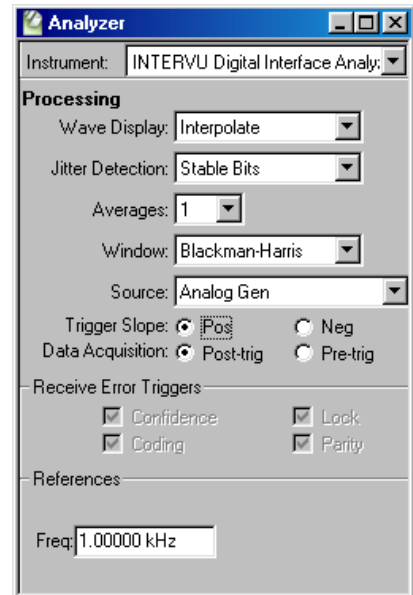 Analyzer
Instrument: INTERVU Digital Interface Analy:
Processing
Wave Display: Interpolate
Jitter Detection: Stable Bits
Averages: 1
Window: Blackman-Harris
Source: Analog Gen
Trigger Slope: Pos Neg
Data Acquisition: Post-trig Pre-trig
Receive Error Triggers
Confidence Lock
Coding Parity
References
Freq: 1.00000 kHz